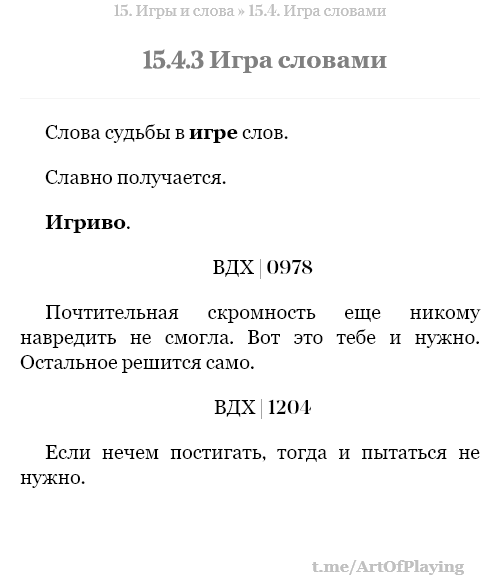 15. Игры и слова » 15.4. Игра словами
15.4.3 Игра словами
Слова судьбы в игре слов.
Славно получается.
Игриво.
ВДХ | 0978
Почтительная скромность еще никому
навредить не смогла. Вот это тебе и нужно.
Остальное решится само.
ВДХ | 1204
Если нечем постигать, тогда и пытаться не
нужно.
t.me/ArtOfPlaying